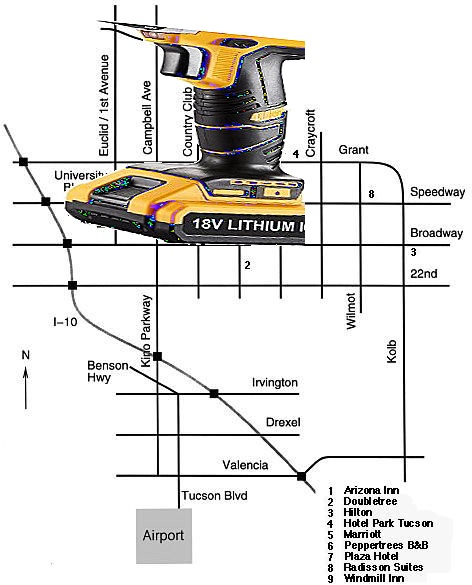 Euclid / 1st Avenue
Campbell Ave
Country Club
Craycroft
4
Grant
8
Speedway
18V LITHIUM
Broadway
3
2
22nd
I-10
Kino Parkway
Wilmot
Kolb
N
Benson
Hwy
Irvington
Drexel
Valencia
Tucson Blvd
Airport
1 Arizona Inn
2 Doubletree
3 Hilton
4 Hotel Park Tucson
5 Marriott
6 Peppertrees B&B
7 Plaza Hotel
8 Radisson Suites
9 Windmill Inn